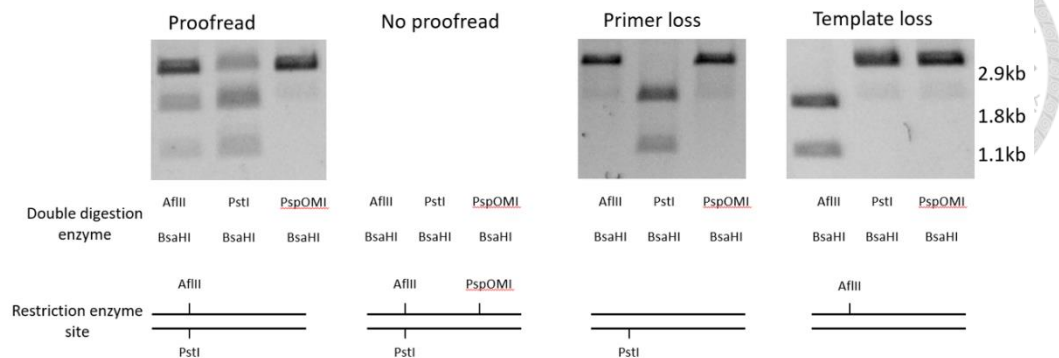 Proofread No proofread Primer loss Template loss
2.9kb
1.8kb
1.1kb
Double digestion enzyme
AflII PstI PspOMI AflII PstI PspOMI AflII PstI PspOMI AflII PstI PspOMI
BsaHI BsaHI BsaHI BsaHI BsaHI BsaHI BsaHI BsaHI BsaHI BsaHI BsaHI BsaHI
Restriction enzyme site
AflII AflII PspOMI AflII
PstI PstI PstI